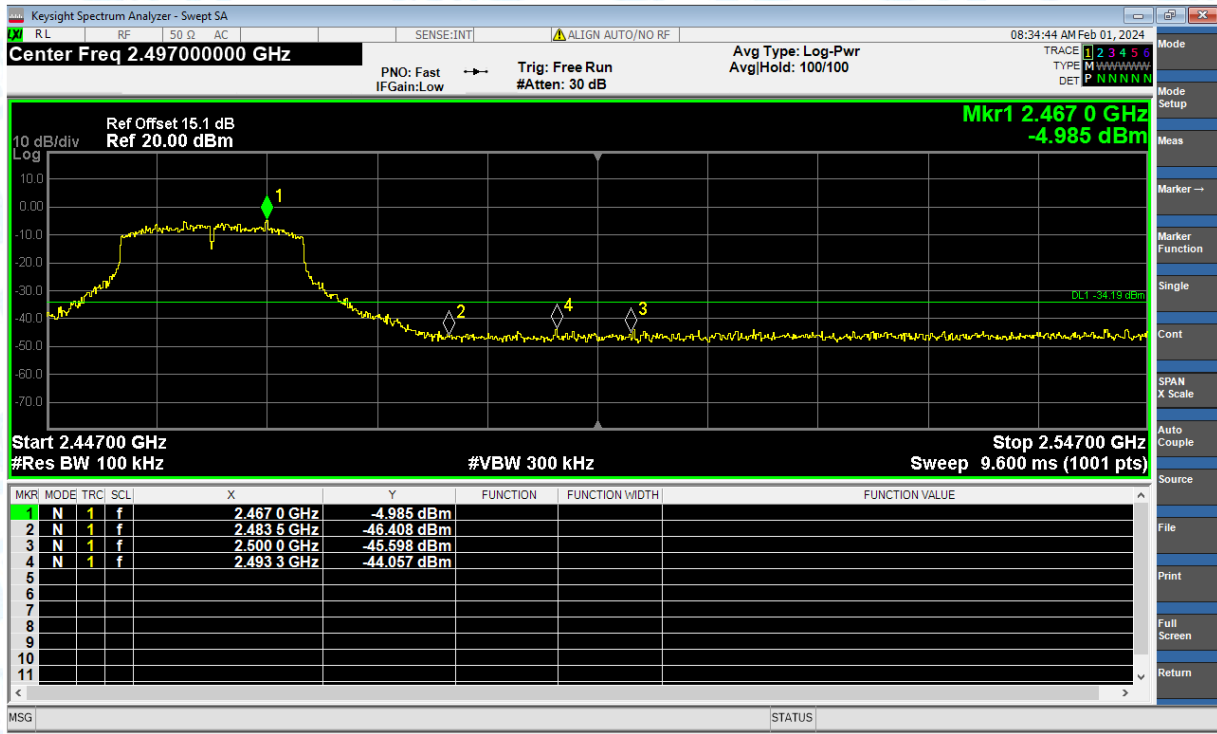 Keysight Spectrum Analyzer - Swept SA
LXI RL RF 50 Ω AC SENSE:INT ALIGN AUTO/NO RF 08:34:44 AM Feb 01, 2024
Center Freq 2.497000000 GHz
PNO: Fast
IFGain:Low
Trig: Free Run
#Atten: 30 dB
Avg Type: Log-Pwr
Avg|Hold: 100/100
TRACE 1 2 3 4 5 6
TYPE M WWWWW
DET P N N N N N
Mkr1 2.467 0 GHz
-4.985 dBm
Ref Offset 15.1 dB
10 dB/div Ref 20.00 dBm
Log
10.0
0.00
-10.0
-20.0
-30.0
-40.0
-50.0
-60.0
-70.0
1
2
4
3
DL1 -34.19 dBm
Start 2.44700 GHz Stop 2.54700 GHz
#Res BW 100 kHz #VBW 300 kHz Sweep 9.600 ms (1001 pts)
MKR MODE TRC SCL X Y FUNCTION FUNCTION WIDTH FUNCTION VALUE
1 N 1 f 2.467 0 GHz -4.985 dBm
2 N 1 f 2.483 5 GHz -46.408 dBm
3 N 1 f 2.500 0 GHz -45.598 dBm
4 N 1 f 2.493 3 GHz -44.057 dBm
5
6
7
8
9
10
11
MSG STATUS
Mode
Mode
Setup
Meas
Marker →
Marker
Function
Single
Cont
SPAN
X Scale
Auto
Couple
Source
File
Print
Full
Screen
Return